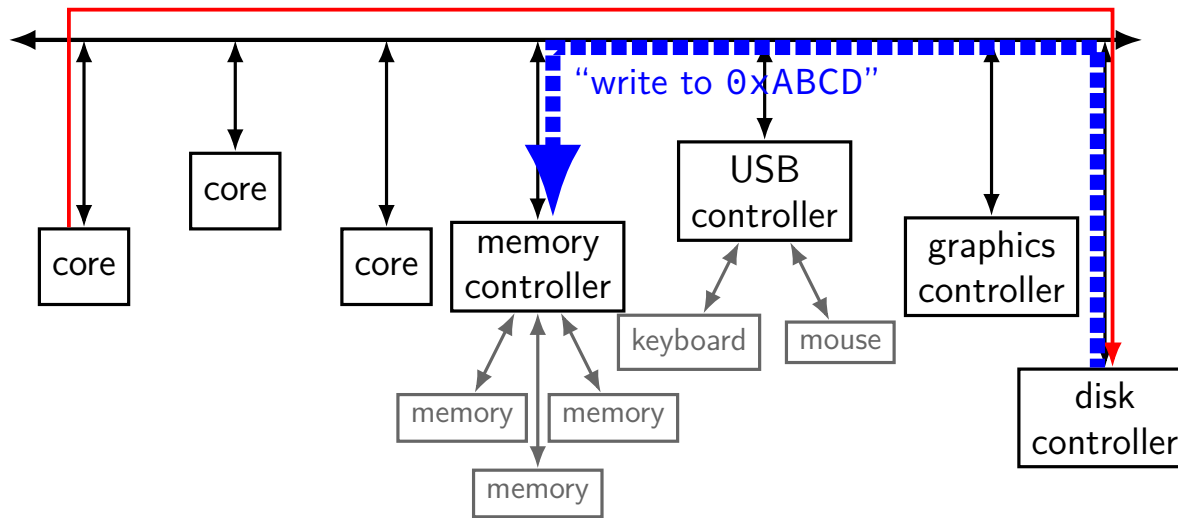 “write to 0xABCD”
core
core
core
memory
controller
USB
controller
graphics
controller
disk
controller
keyboard
mouse
memory
memory
memory